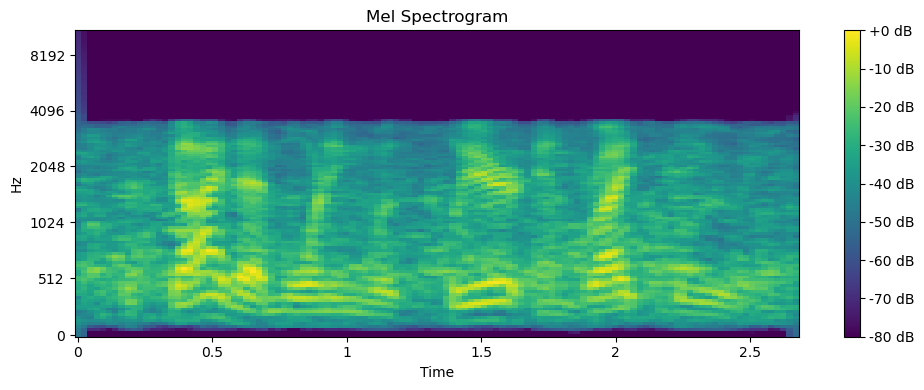 Mel Spectrogram
Hz
8192
4096
2048
1024
512
0
0
0.5
1
1.5
2
2.5
Time
+0 dB
-10 dB
-20 dB
-30 dB
-40 dB
-50 dB
-60 dB
-70 dB
-80 dB